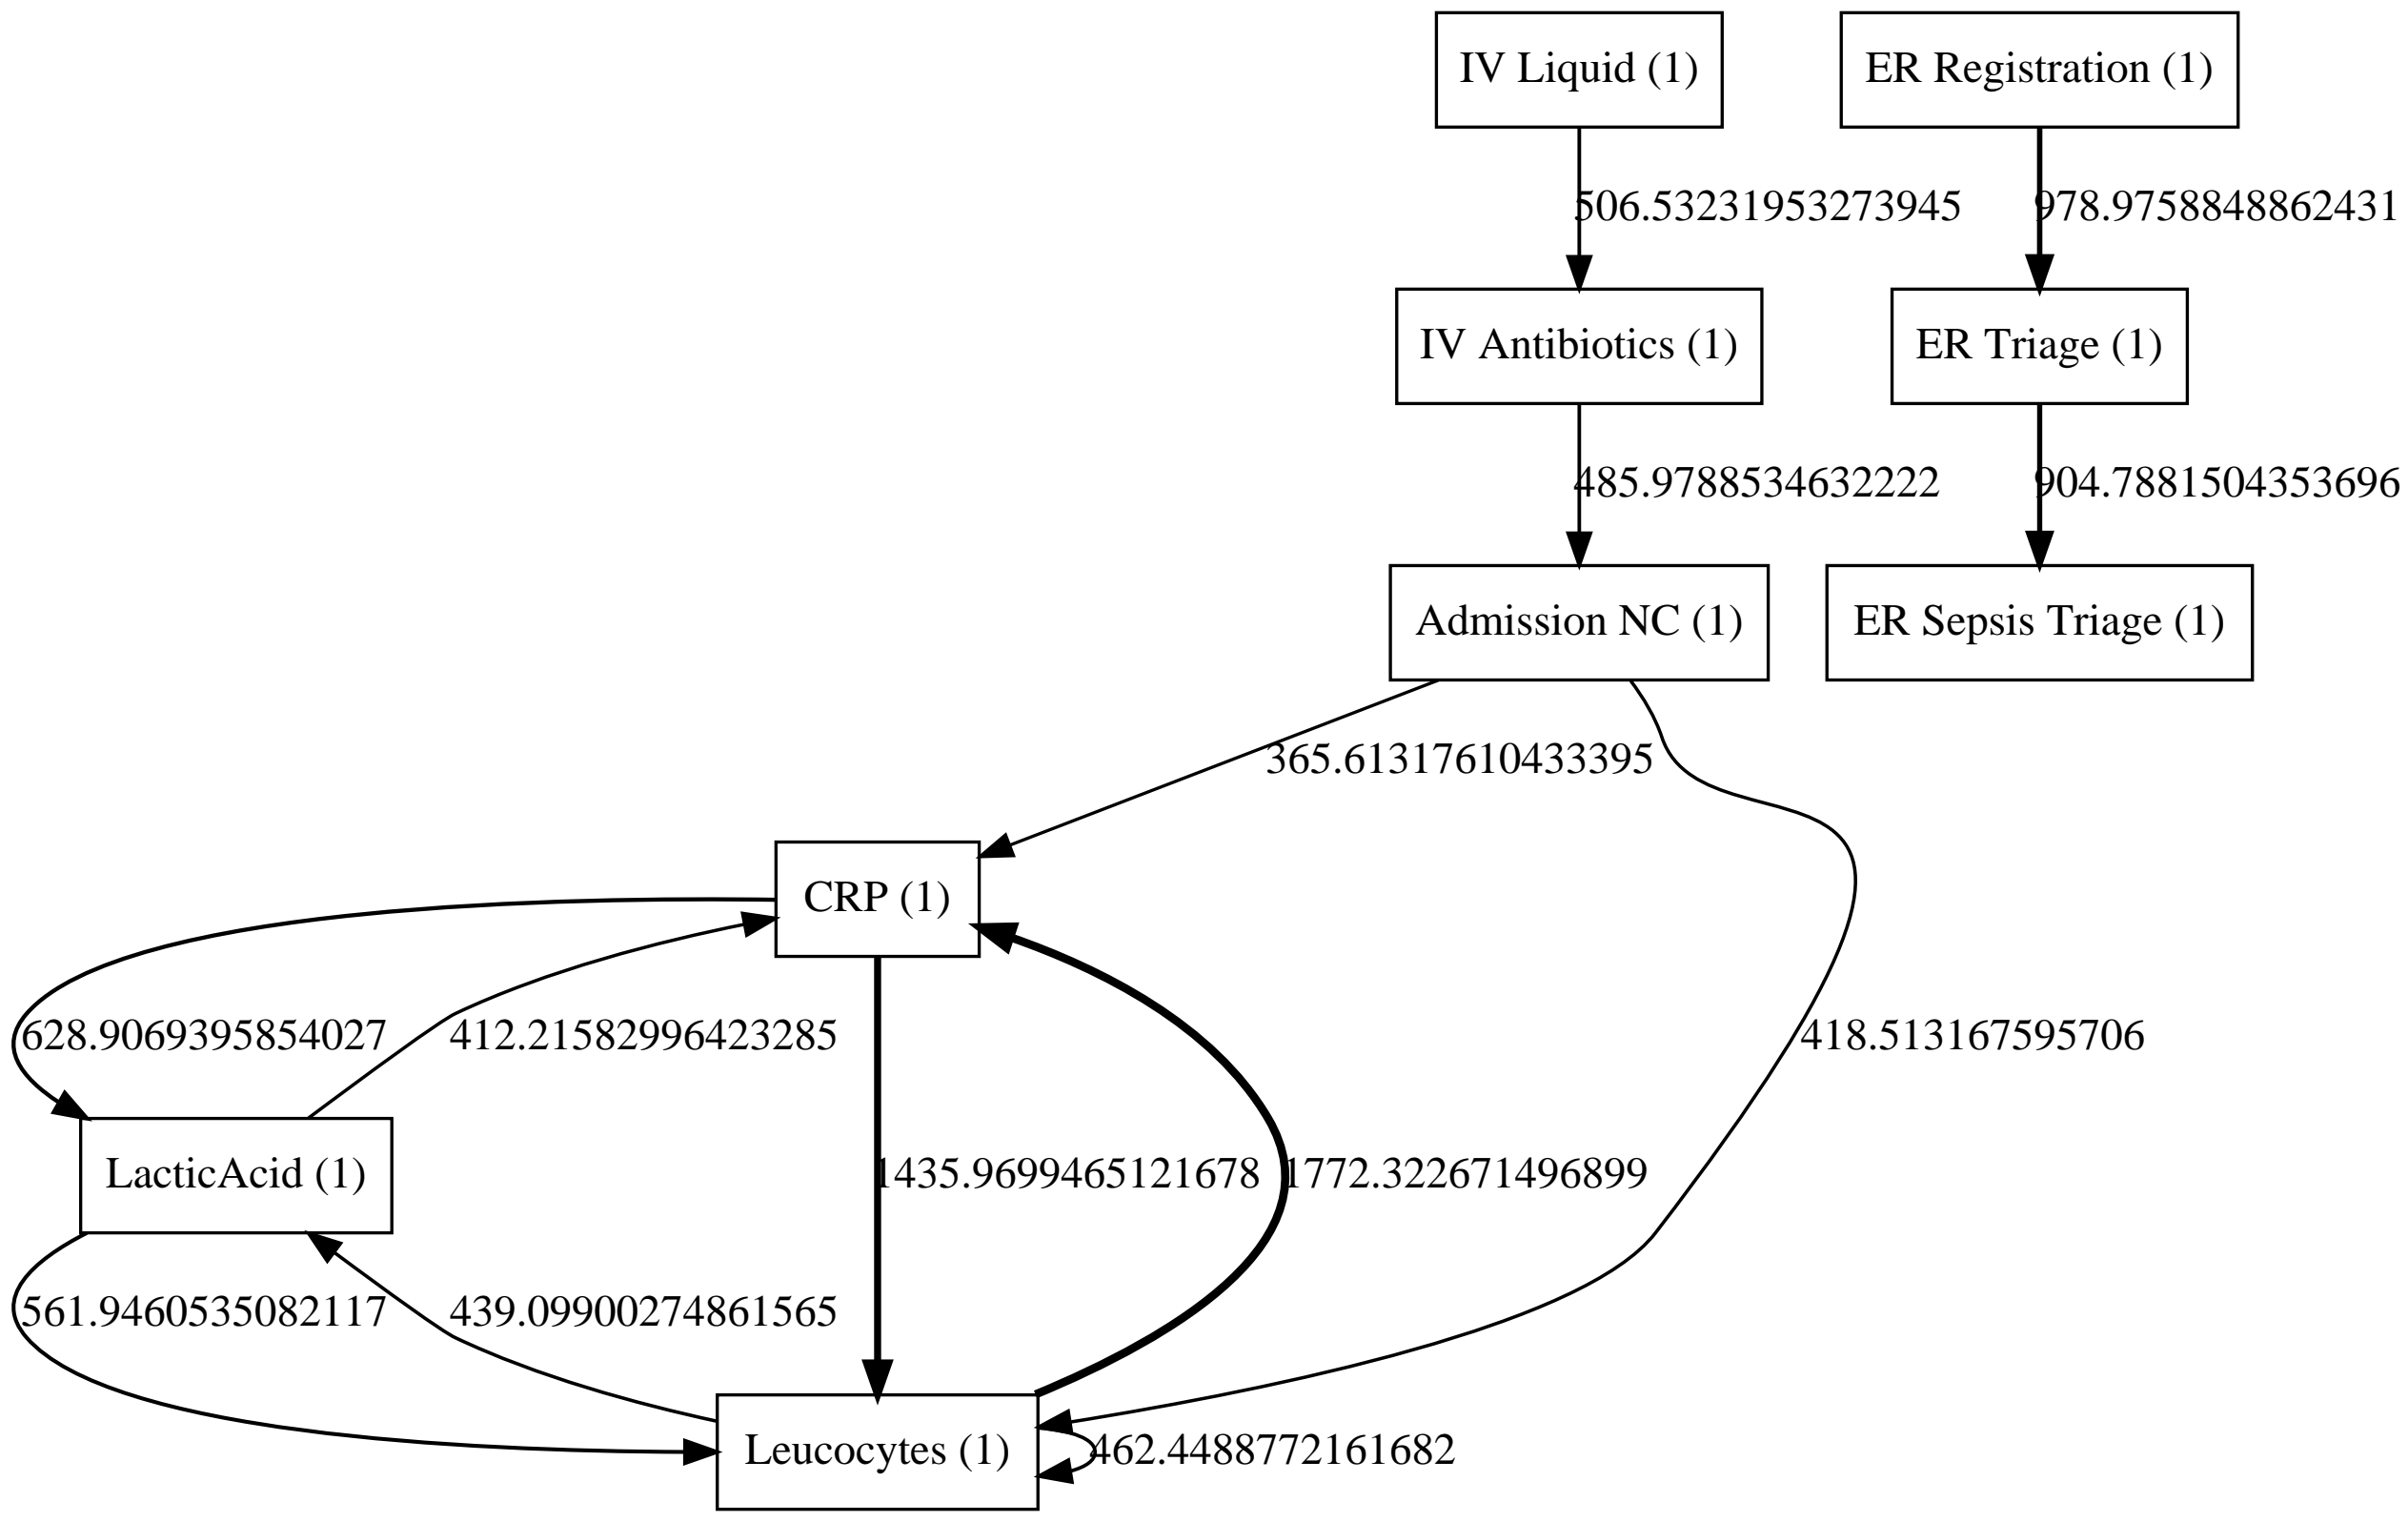 IV Liquid (1)
ER Registration (1)
506.53231953273945
978.9758848862431
IV Antibiotics (1)
ER Triage (1)
485.9788534632222
904.7881504353696
Admission NC (1)
ER Sepsis Triage (1)
365.61317610433395
CRP (1)
628.9069395854027
412.21582996423285
418.513167595706
LacticAcid (1)
1435.9699465121678
1772.322671496899
561.9460535082117
439.09900274861565
Leucocytes (1)
462.4488772161682